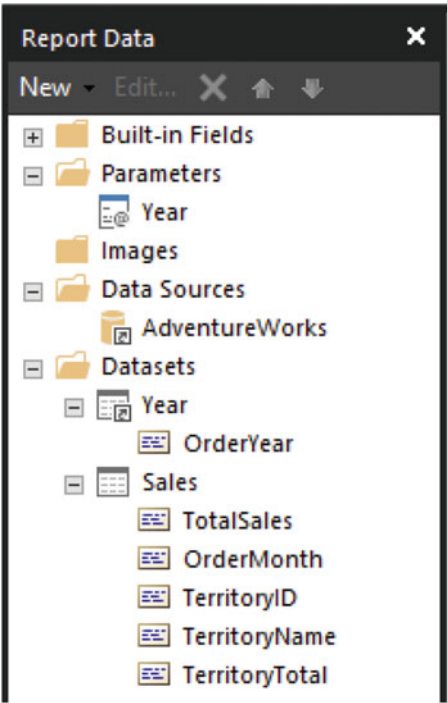 Report Data
New Edit...
Built-in Fields
Parameters
Year
Images
Data Sources
AdventureWorks
Datasets
Year
OrderYear
Sales
TotalSales
OrderMonth
TerritoryID
TerritoryName
TerritoryTotal